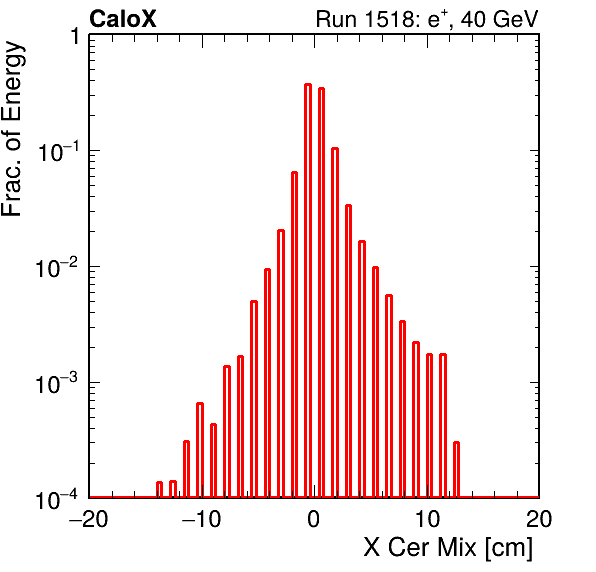 CaloX Run 1518: e⁺, 40 GeV
Frac. of Energy
1
10⁻¹
10⁻²
10⁻³
10⁻⁴
−20 −10 0 10 20
X Cer Mix [cm]